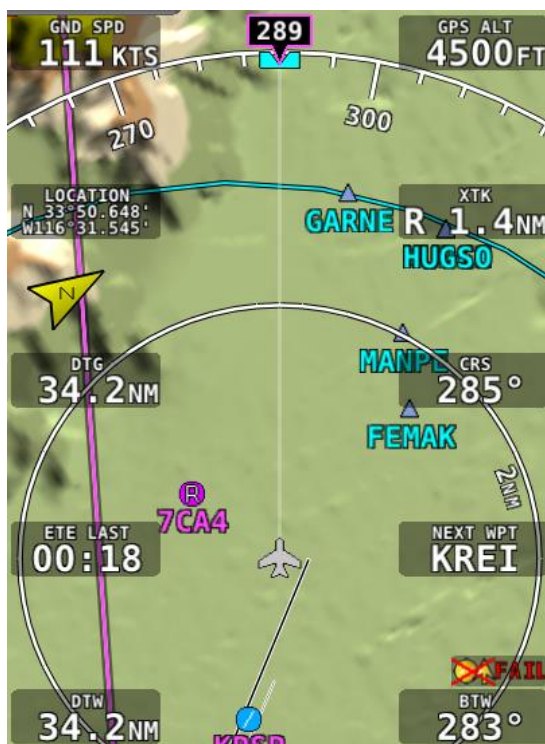 289
GND SPD
111 KTS
GPS ALT
4500FT
270
300
LOCATION
N 33°50.648'
W116°31.545'
XTK
R 1.4NM
GARNE
HUGSO
N
DTG
34.2NM
MANPE
CRS
285°
FEMAK
2NM
R
7CA4
ETE LAST
00:18
NEXT WPT
KREI
FAIL
DTW
34.2NM
BTW
283°
KPSP